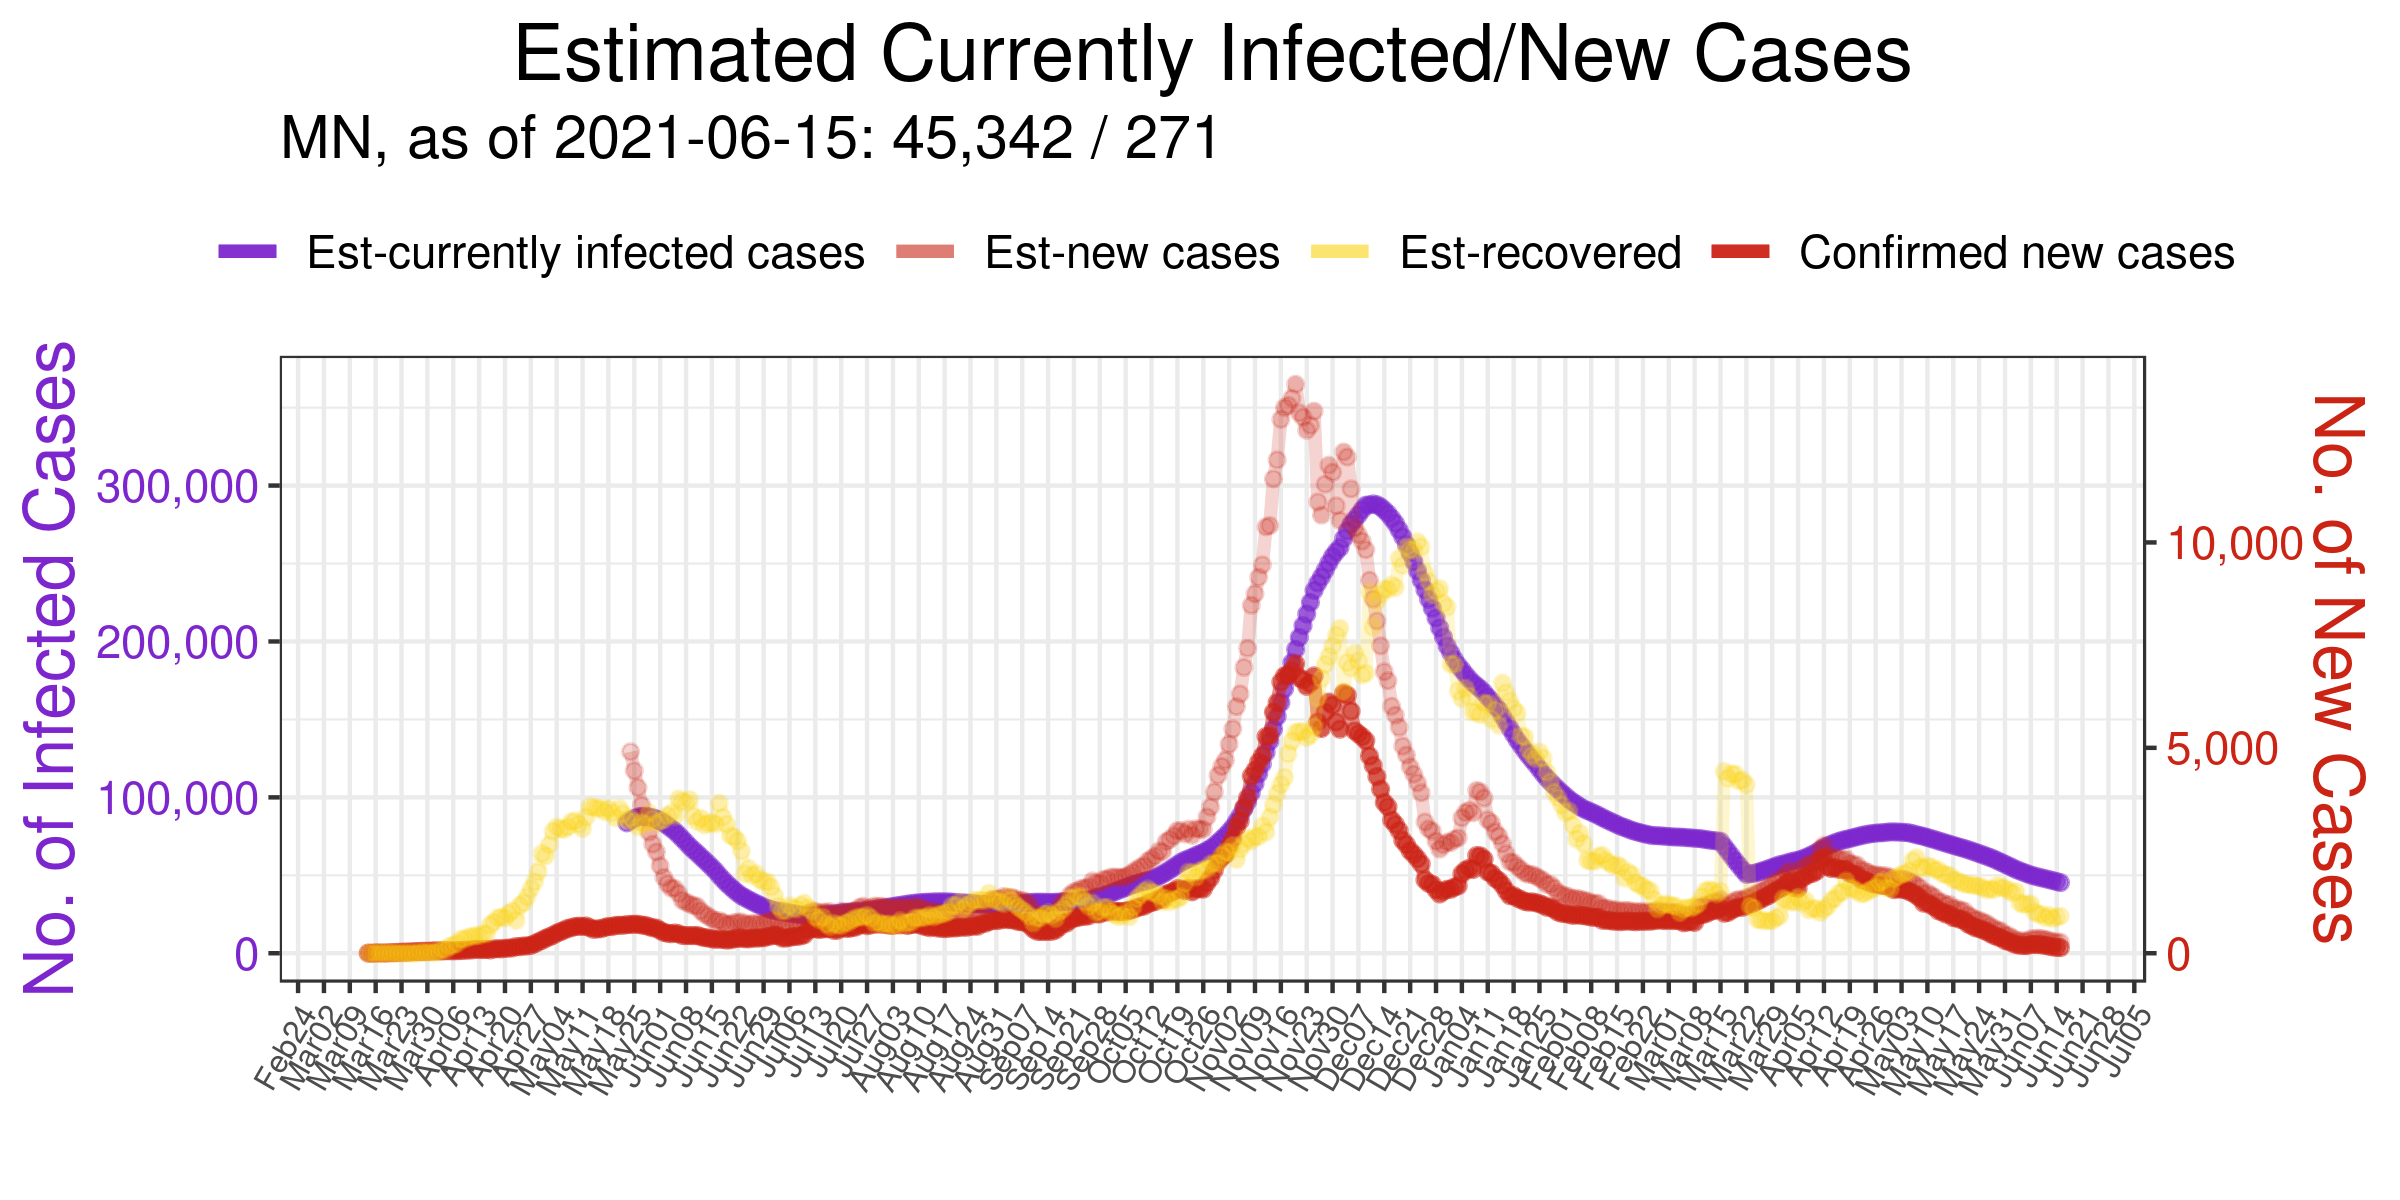 Estimated Currently Infected/New Cases
MN, as of 2021-06-15: 45,342 / 271
Est-currently infected cases
Est-new cases
Est-recovered
Confirmed new cases
No. of Infected Cases
300,000
200,000
100,000
0
10,000
5,000
0
No. of New Cases
Feb24
Mar02
Mar09
Mar16
Mar23
Mar30
Apr06
Apr13
Apr20
Apr27
May04
May11
May18
May25
Jun01
Jun08
Jun15
Jun22
Jun29
Jul06
Jul13
Jul20
Jul27
Aug03
Aug10
Aug17
Aug24
Aug31
Sep07
Sep14
Sep21
Sep28
Oct05
Oct12
Oct19
Oct26
Nov02
Nov09
Nov16
Nov23
Nov30
Dec07
Dec14
Dec21
Dec28
Jan04
Jan11
Jan18
Jan25
Feb01
Feb08
Feb15
Feb22
Mar01
Mar08
Mar15
Mar22
Mar29
Apr05
Apr12
Apr19
Apr26
May03
May10
May17
May24
May31
Jun07
Jun14
Jun21
Jun28
Jul05